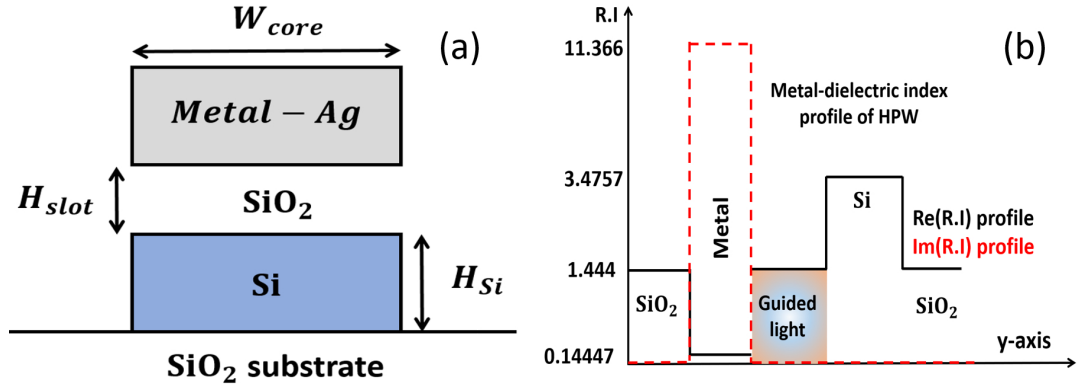 W_core
(a)
Metal − Ag
H_slot
SiO₂
Si
H_Si
SiO₂ substrate
R.I
(b)
11.366
Metal-dielectric index
profile of HPW
3.4757
Si
Metal
Re(R.I) profile
Im(R.I) profile
1.444
SiO₂
Guided
light
SiO₂
0.14447
y-axis